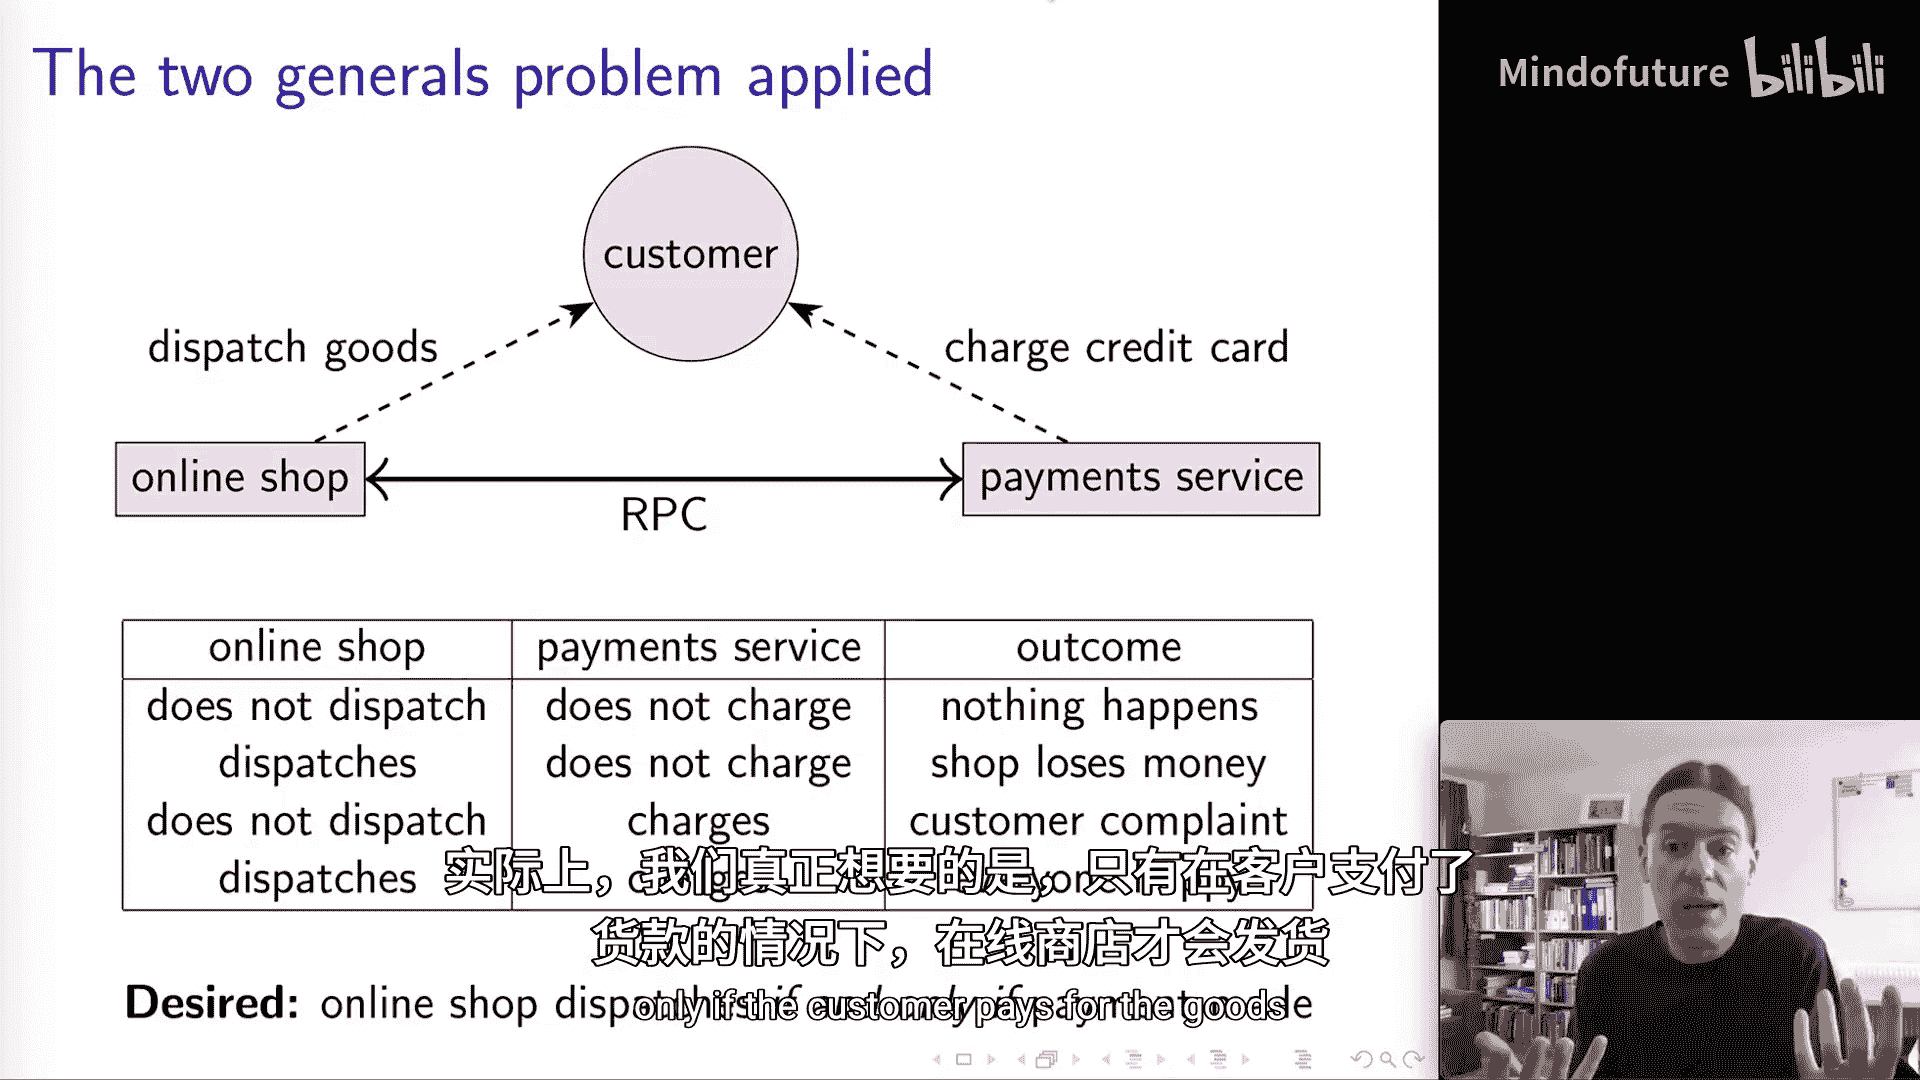 The two generals problem applied
Mindofuture bilibili
customer
dispatch goods
charge credit card
online shop
payments service
RPC
online shop payments service outcome
does not dispatch does not charge nothing happens
dispatches does not charge shop loses money
does not dispatch charges customer complaint
dispatches
实际上，我们真正想要的是，只有在客户支付了
货款的情况下，在线商店才会发货
Desired: online shop
only if the customer pays for the goods